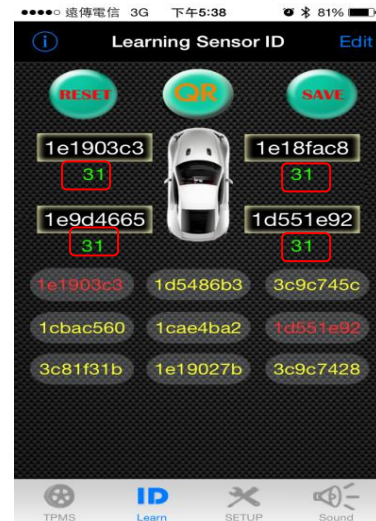 遠傳電信 3G 下午5:38 81%
Learning Sensor ID Edit
RESET QR SAVE
1e1903c3 1e18fac8
31 31
1e9d4665 1d551e92
31 31
1e1903c3 1d5486b3 3c9c745c
1cbac560 1cae4ba2 1d551e92
3c81f31b 1e19027b 3c9c7428
ID
TPMS Learn SETUP Sound